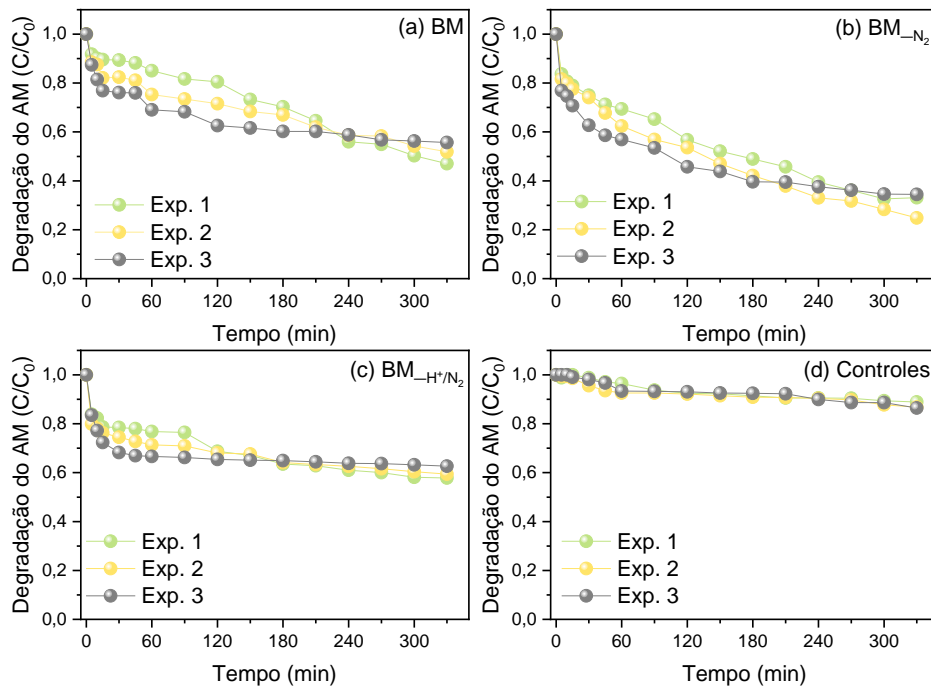 (a) BM
Degradação do AM (C/C₀)
1,0
0,8
0,6
0,4
0,2
0,0
Exp. 1
Exp. 2
Exp. 3
0 60 120 180 240 300
Tempo (min)
(b) BM_N₂
Degradação do AM (C/C₀)
1,0
0,8
0,6
0,4
0,2
0,0
Exp. 1
Exp. 2
Exp. 3
0 60 120 180 240 300
Tempo (min)
(c) BM_H⁺/N₂
Degradação do AM (C/C₀)
1,0
0,8
0,6
0,4
0,2
0,0
Exp. 1
Exp. 2
Exp. 3
0 60 120 180 240 300
Tempo (min)
(d) Controles
Degradação do AM (C/C₀)
1,0
0,8
0,6
0,4
0,2
0,0
Exp. 1
Exp. 2
Exp. 3
0 60 120 180 240 300
Tempo (min)